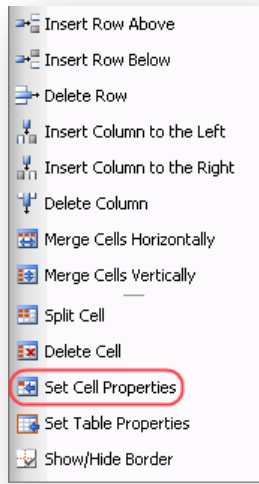 Insert Row Above
Insert Row Below
Delete Row
Insert Column to the Left
Insert Column to the Right
Delete Column
Merge Cells Horizontally
Merge Cells Vertically
Split Cell
Delete Cell
Set Cell Properties
Set Table Properties
Show/Hide Border